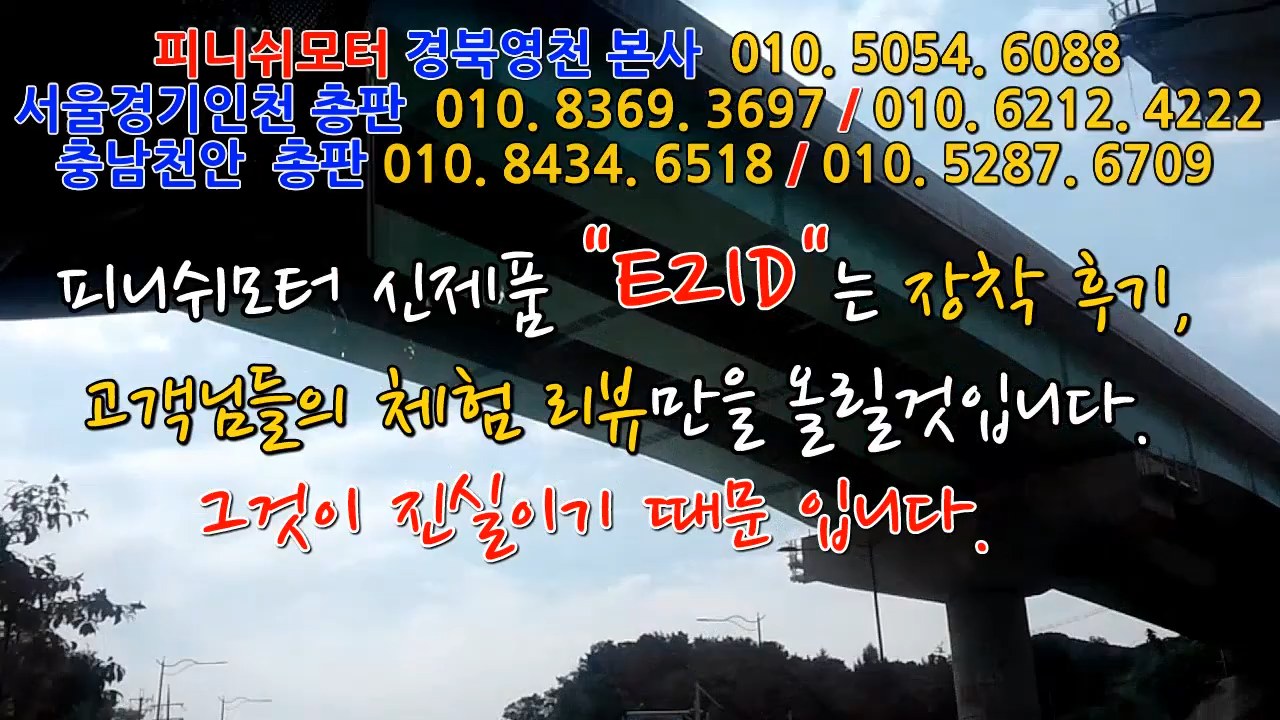 피니쉬모터 경북영천 본사 010. 5054. 6088
서울경기인천 총판 010. 8369. 3697 / 010. 6212. 4222
충남천안 총판 010. 8434. 6518 / 010. 5287. 6709
피니쉬모터 신제품 "E21D"는 장착 후기,
고객님들의 체험 리뷰만을 올릴것입니다.
그것이 진실이기 때문 입니다.